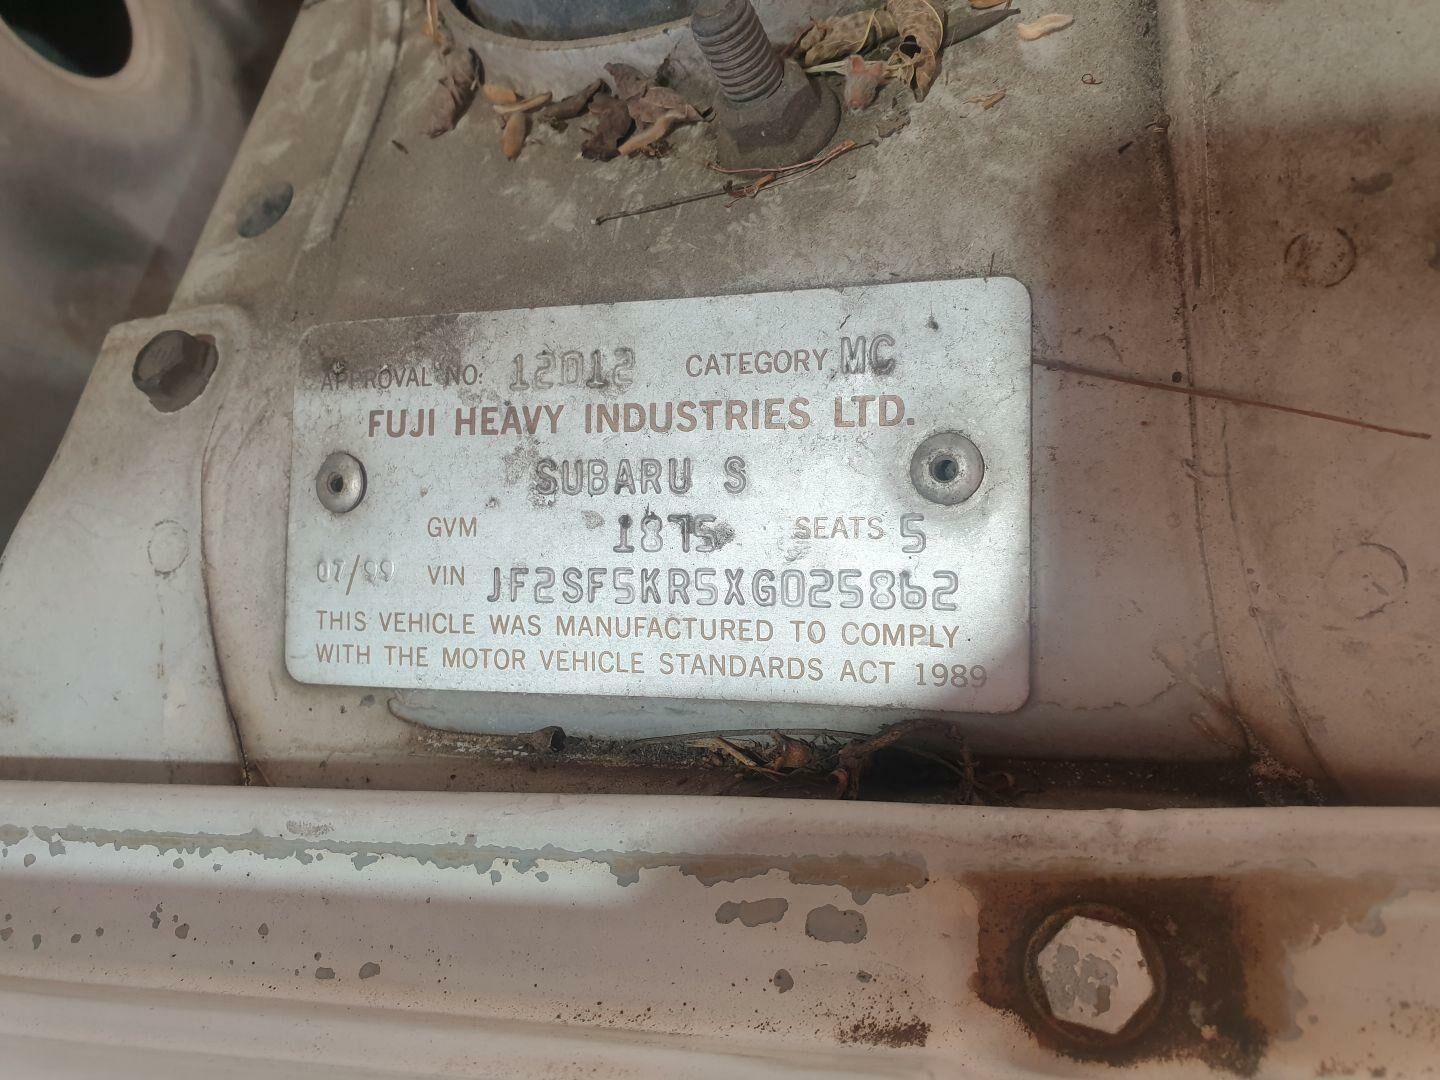 APPROVAL NO: 12012 CATEGORY MC
FUJI HEAVY INDUSTRIES LTD.
SUBARU S
GVM 1875 SEATS 5
07/99 VIN JF2SF5KR5XG025862
THIS VEHICLE WAS MANUFACTURED TO COMPLY
WITH THE MOTOR VEHICLE STANDARDS ACT 1989